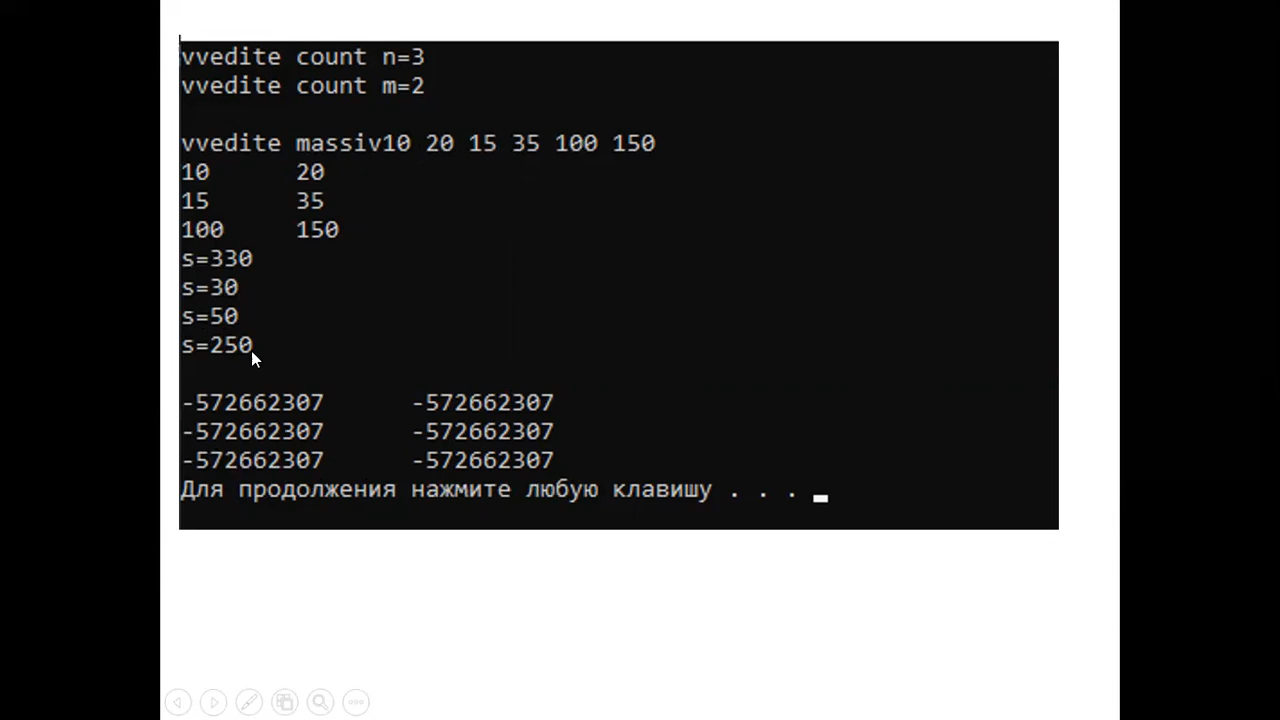 vvedite count n=3
vvedite count m=2
vvedite massiv10 20 15 35 100 150
10 20
15 35
100 150
s=330
s=30
s=50
s=250
-572662307 -572662307
-572662307 -572662307
-572662307 -572662307
Для продолжения нажмите любую клавишу . . .